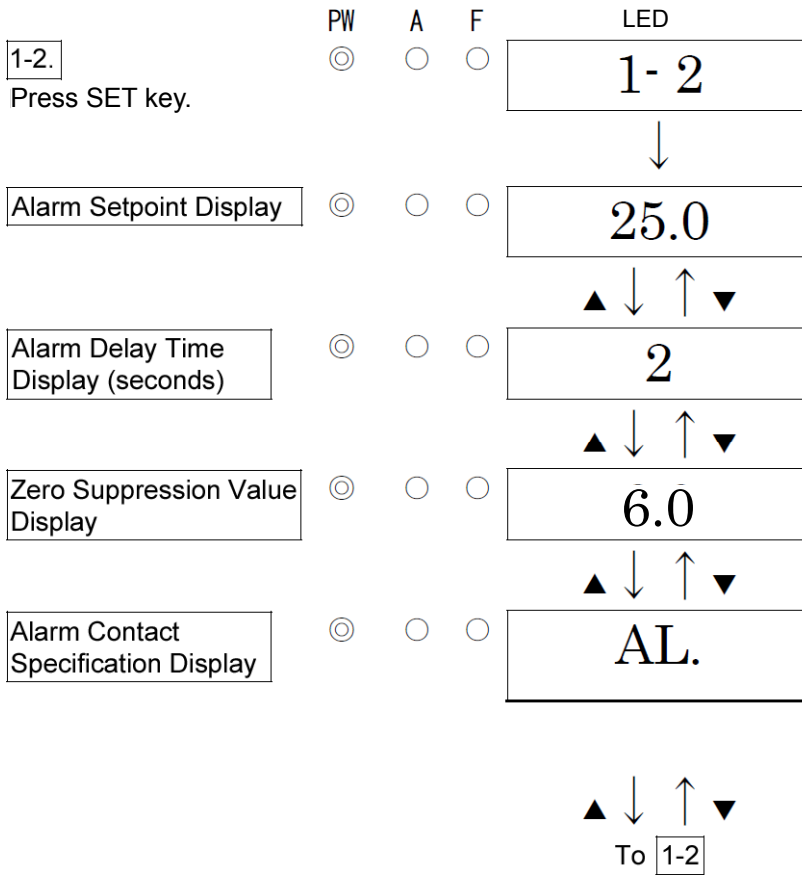 PW A F LED
1-2. ◎ ○ ○ 1- 2
Press SET key.
↓
Alarm Setpoint Display ◎ ○ ○ 25.0
▲ ↓ ↑ ▼
Alarm Delay Time
Display (seconds) ◎ ○ ○ 2
▲ ↓ ↑ ▼
Zero Suppression Value
Display ◎ ○ ○ 6.0
▲ ↓ ↑ ▼
Alarm Contact
Specification Display ◎ ○ ○ AL.
▲ ↓ ↑ ▼
To 1-2